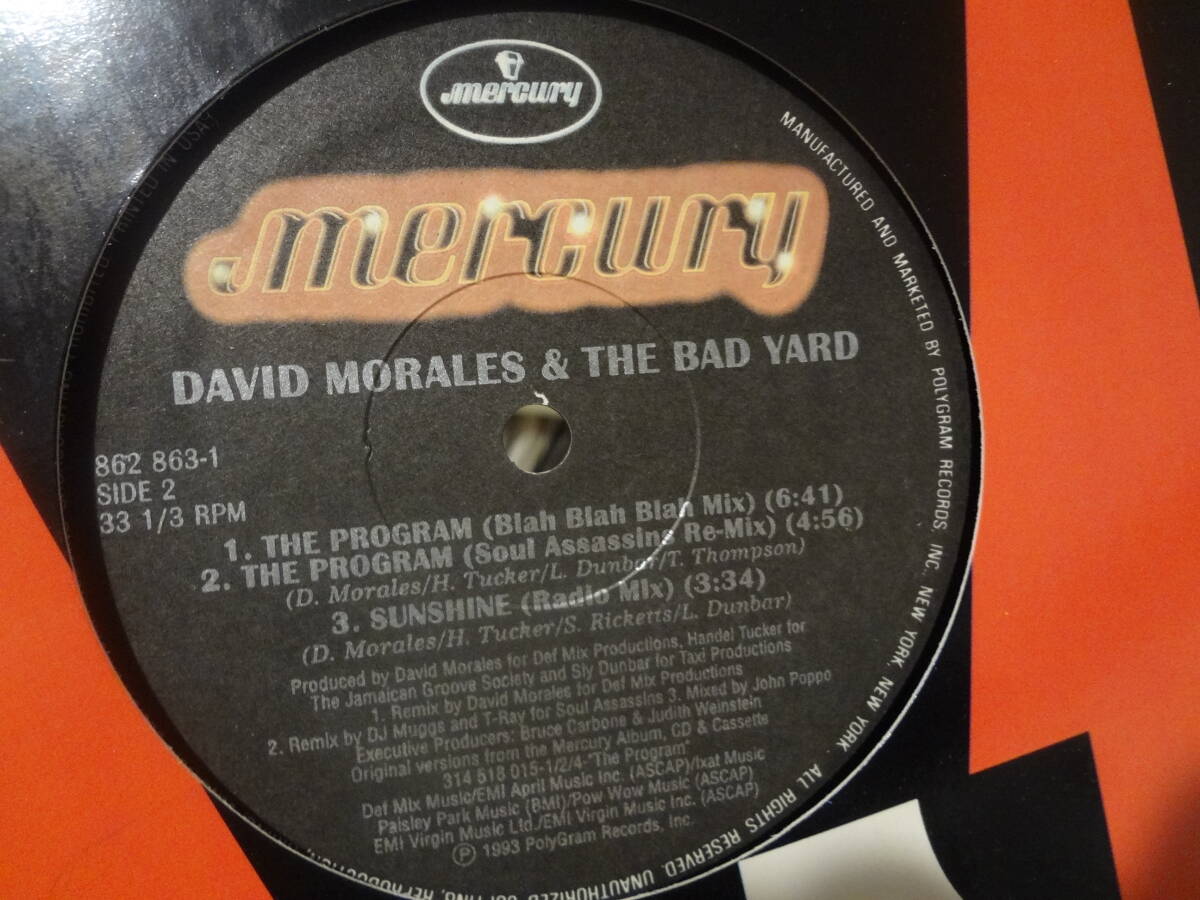 mercury
mercury
DAVID MORALES & THE BAD YARD
862 863-1
SIDE 2
33 1/3 RPM
1. THE PROGRAM (Blah Blah Blah Mix) (6:41)
2. THE PROGRAM (Soul Assassins Re-Mix) (4:56)
(D. Morales/H. Tucker/L. Dunbar/T. Thompson)
3. SUNSHINE (Radio Mix) (3:34)
(D. Morales/H. Tucker/S. Ricketts/L. Dunbar)
Produced by David Morales for Def Mix Productions, Handel Tucker for
The Jamaican Groove Society and Sly Dunbar for Taxi Productions
1. Remix by David Morales for Def Mix Productions
2. Remix by DJ Muggs and T-Ray for Soul Assassins 3. Mixed by John Poppo
Executive Producers: Bruce Carbone & Judith Weinstein
Original versions from the Mercury Album, CD & Cassette
314 518 015-1/2/4-"The Program"
Def Mix Music/EMI April Music Inc. (ASCAP)/Ixat Music
Paisley Park Music (BMI)/Pow Wow Music (ASCAP)
EMI Virgin Music Ltd./EMI Virgin Music Inc. (ASCAP)
Ⓟ 1993 PolyGram Records, Inc.
MANUFACTURED AND MARKETED BY POLYGRAM RECORDS, INC., NEW YORK, NEW YORK. ALL RIGHTS RESERVED. UNAUTHORIZED
PRINTED IN USA